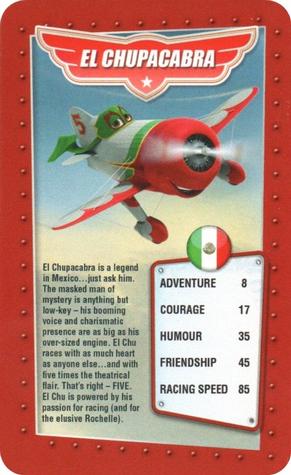 EL CHUPACABRA
5
El Chupacabra is a legend
in Mexico...just ask him.
The masked man of
mystery is anything but
low-key – his booming
voice and charismatic
presence are as big as his
over-sized engine. El Chu
races with as much heart
as anyone else...and with
five times the theatrical
flair. That's right – FIVE.
El Chu is powered by his
passion for racing (and for
the elusive Rochelle).
ADVENTURE 8
COURAGE 17
HUMOUR 35
FRIENDSHIP 45
RACING SPEED 85